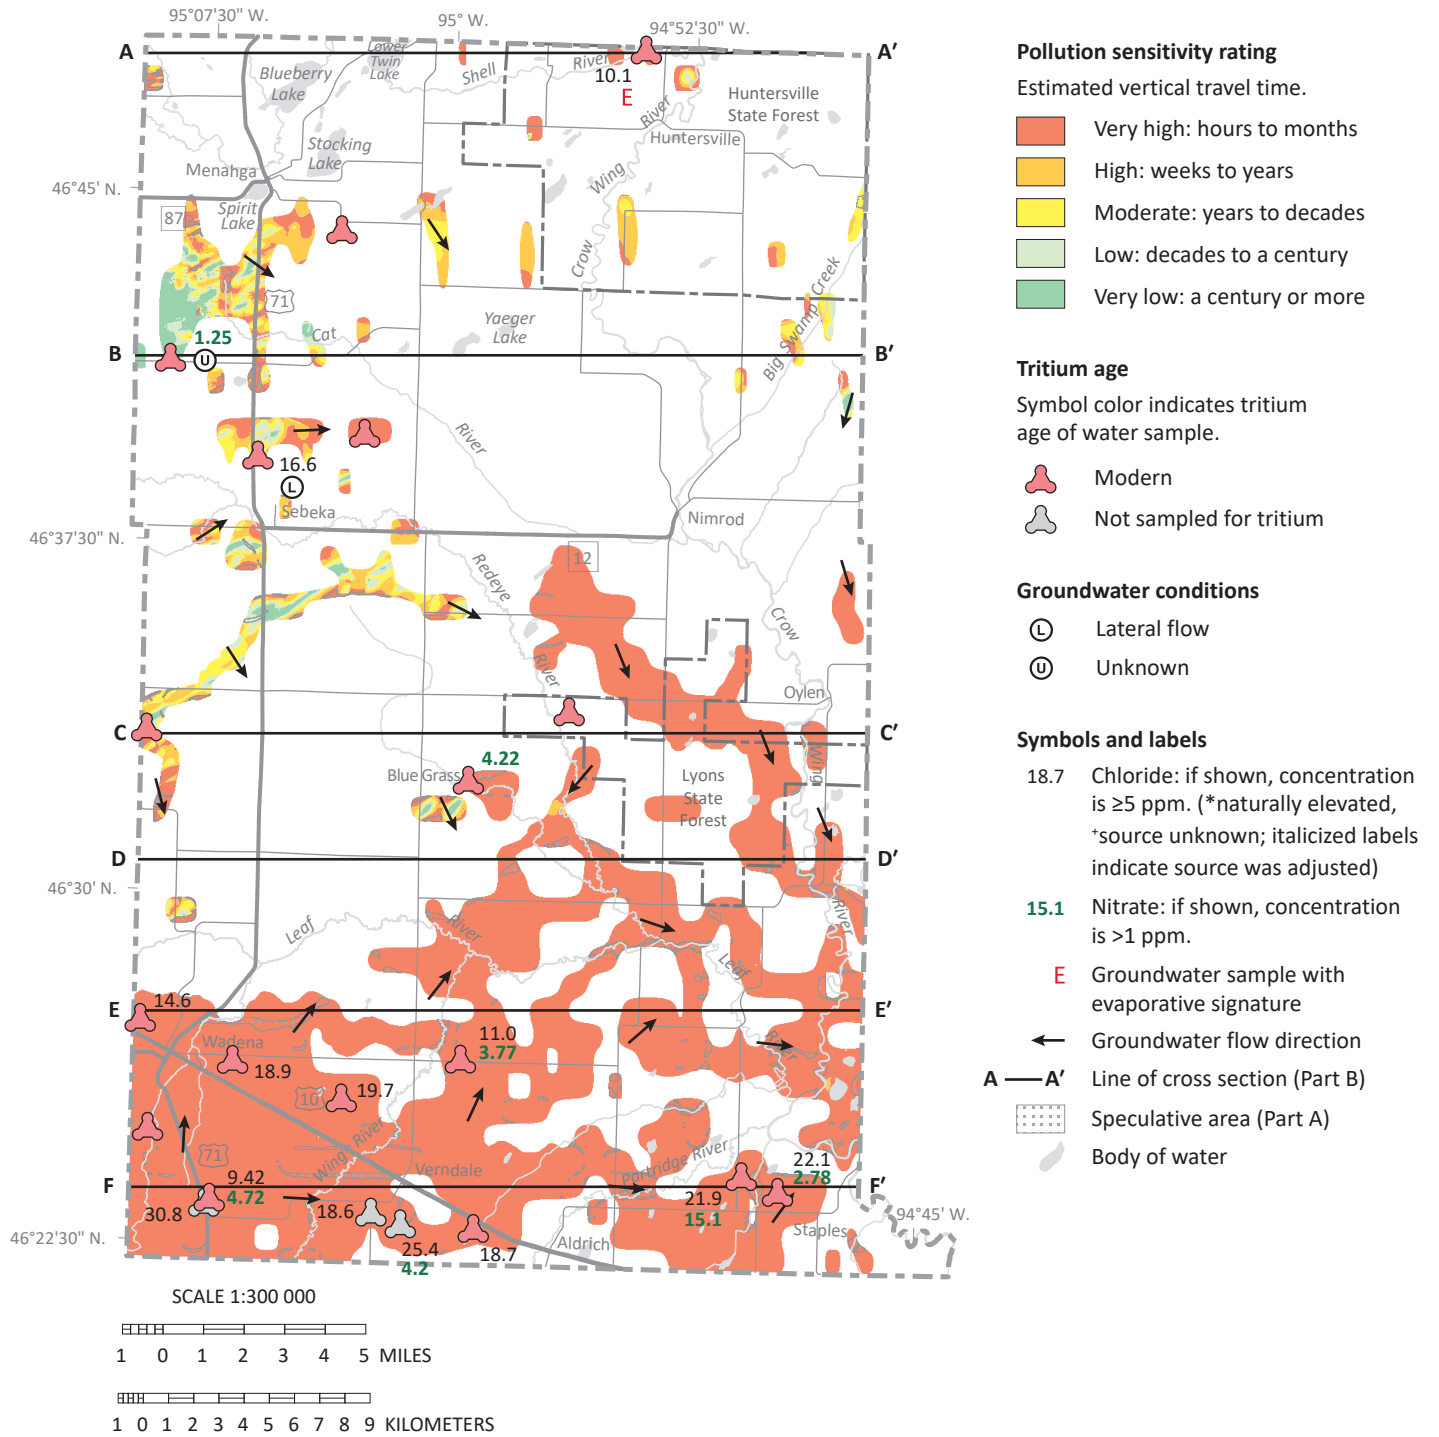 95°07'30" W.
95° W.
94°52'30" W.
A
A′
Lower
Twin
Lake
Blueberry
Lake
Shell
River
10.1
E
River
Huntersville
State Forest
Huntersville
Stocking
Lake
Menahga
46°45' N.
87
Spirit
Lake
Wing
Crow
71
Big Swamp Creek
Yaeger
Lake
Cat
1.25
U
B
B′
River
16.6
L
Sebeka
Nimrod
46°37'30" N.
12
Redeye
River
Crow
Oylen
C
C′
Wing
4.22
Blue Grass
Lyons
State
Forest
D
D′
46°30' N.
River
Leaf
River
Leaf
River
E
E′
14.6
Wadena
18.9
11.0
3.77
10
19.7
71
Wing River
Verndale
Partridge River
22.1
2.78
F
F′
9.42
4.72
30.8
18.6
25.4
4.2
18.7
21.9
15.1
Aldrich
Staples
94°45' W.
46°22'30" N.
SCALE 1:300 000
1 0 1 2 3 4 5 MILES
1 0 1 2 3 4 5 6 7 8 9 KILOMETERS
Pollution sensitivity rating
Estimated vertical travel time.
Very high: hours to months
High: weeks to years
Moderate: years to decades
Low: decades to a century
Very low: a century or more
Tritium age
Symbol color indicates tritium
age of water sample.
Modern
Not sampled for tritium
Groundwater conditions
L Lateral flow
U Unknown
Symbols and labels
18.7 Chloride: if shown, concentration
is ≥5 ppm. (*naturally elevated,
⁺source unknown; italicized labels
indicate source was adjusted)
15.1 Nitrate: if shown, concentration
is >1 ppm.
E Groundwater sample with
evaporative signature
Groundwater flow direction
A A′ Line of cross section (Part B)
Speculative area (Part A)
Body of water